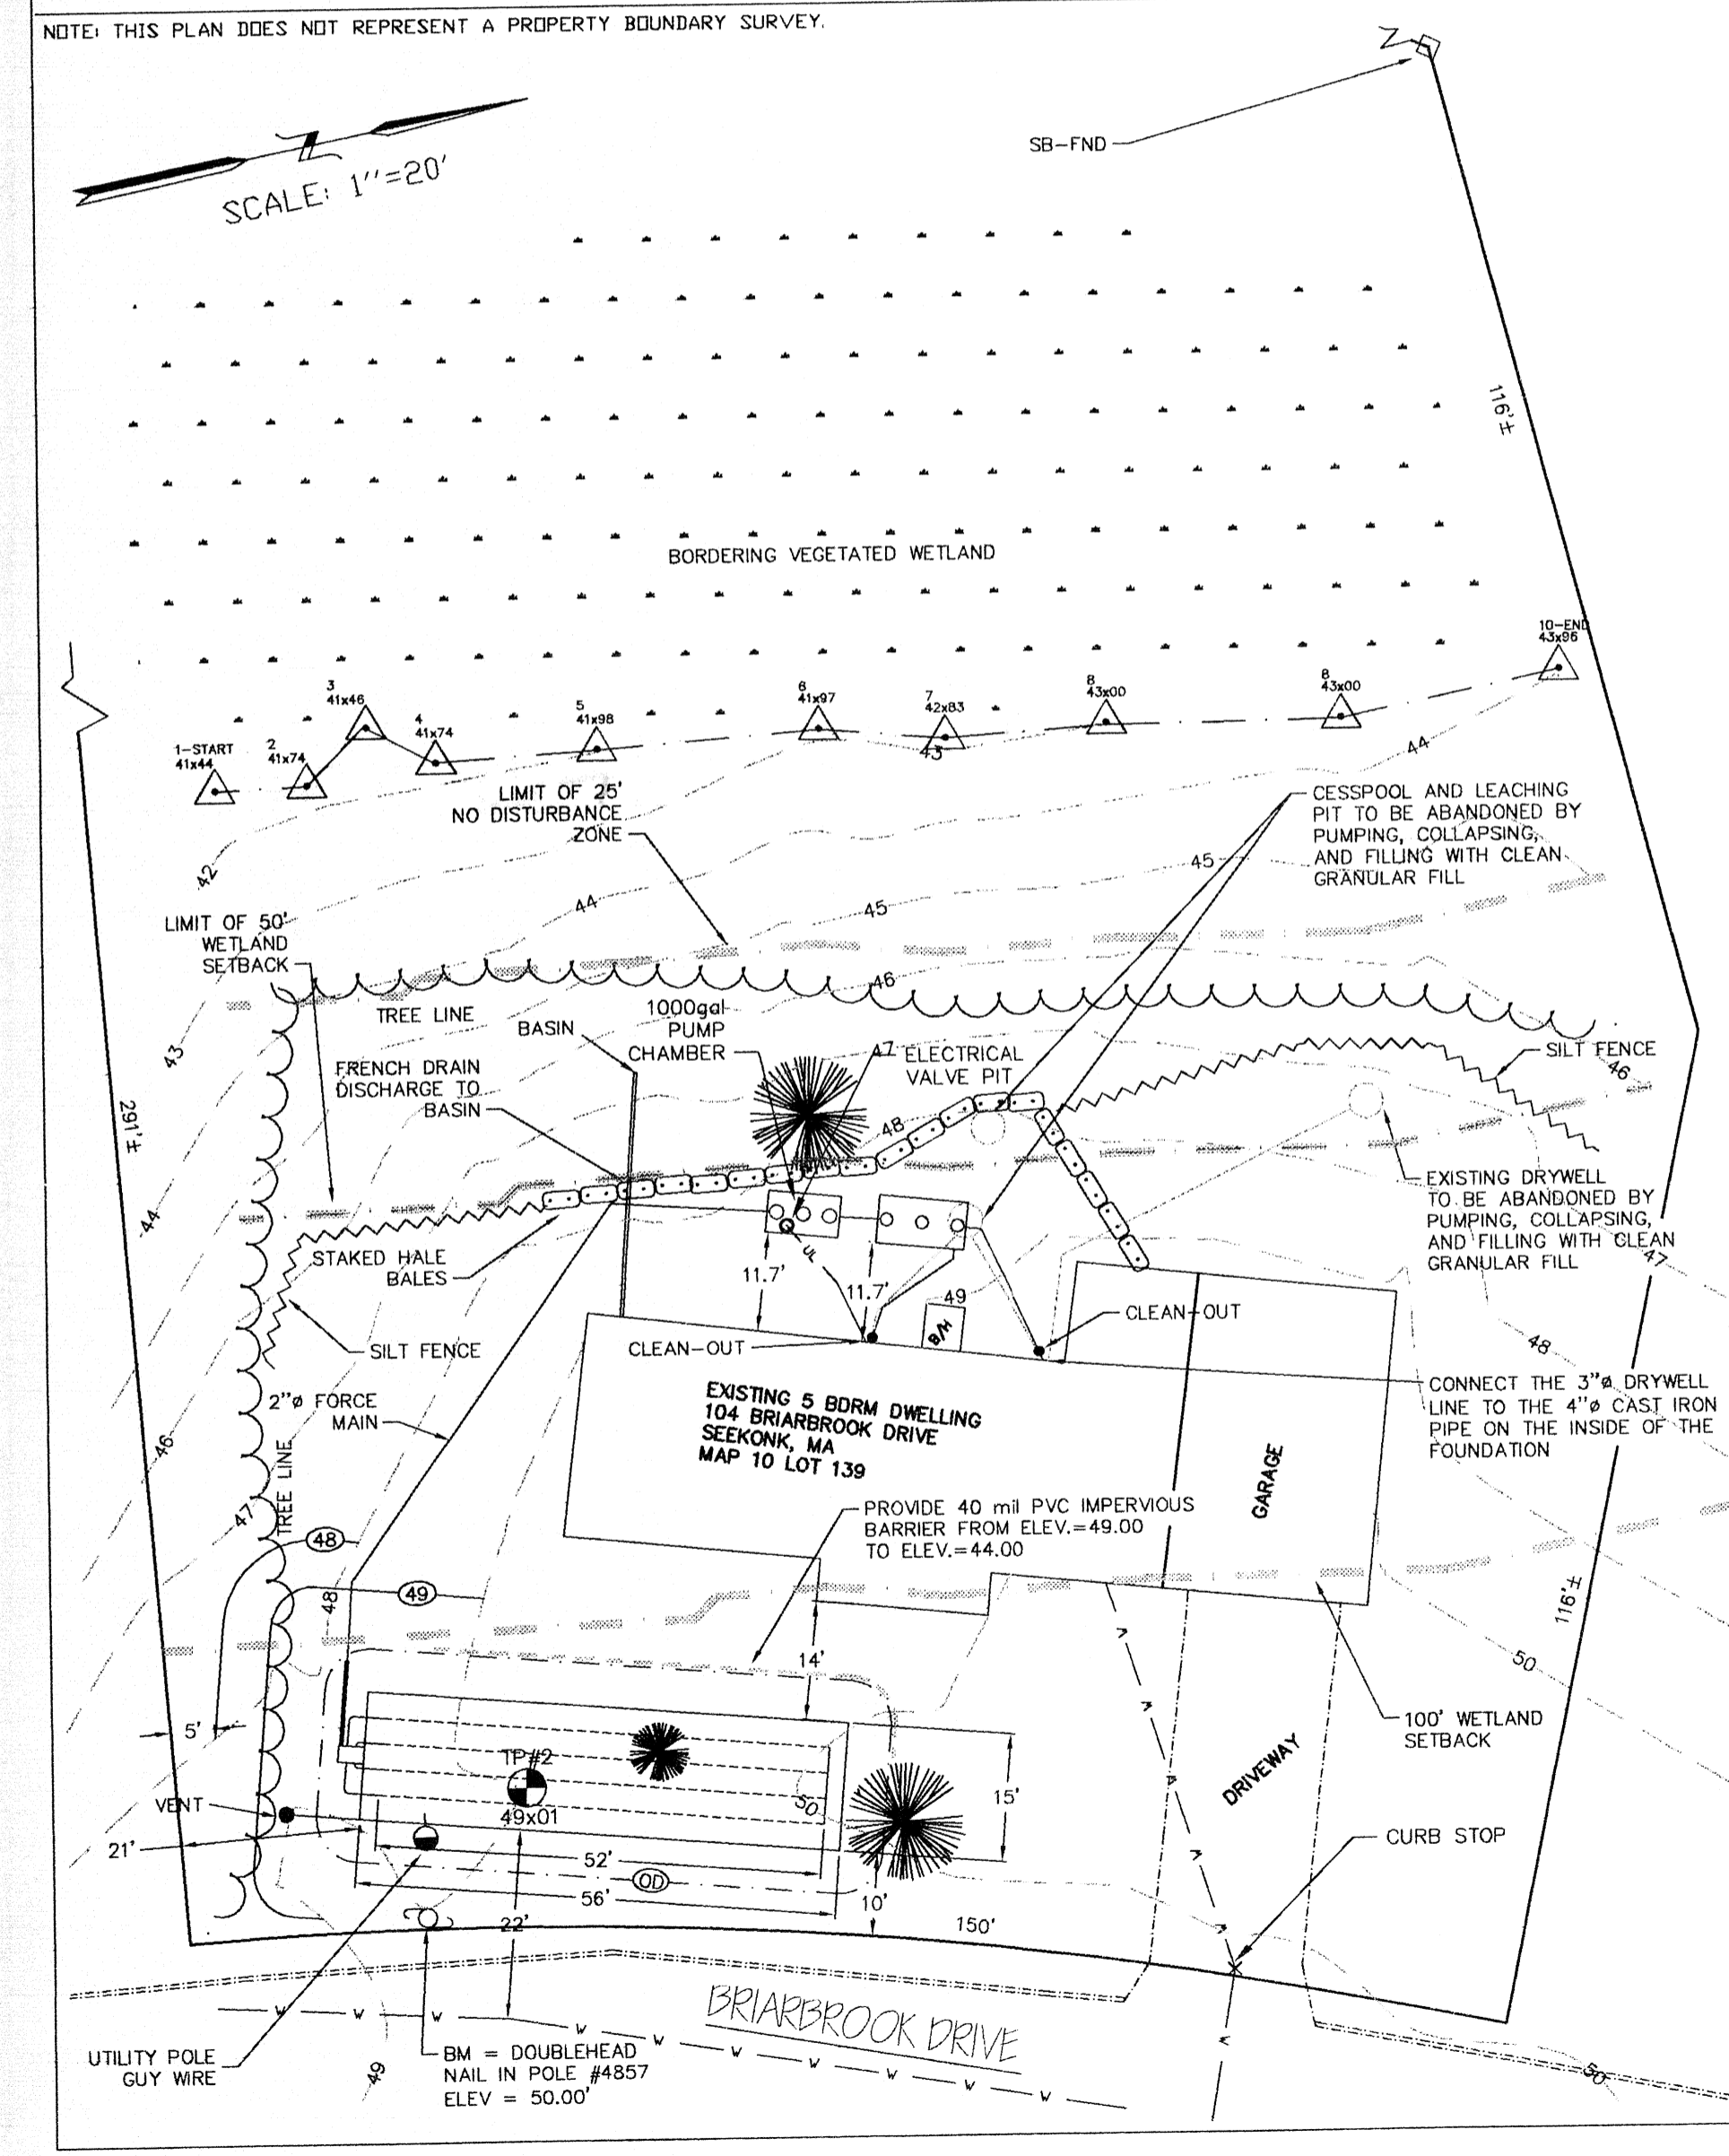 NOTE: THIS PLAN DOES NOT REPRESENT A PROPERTY BOUNDARY SURVEY.
N
SCALE: 1"=20'
SB-FND
116'±
BORDERING VEGETATED WETLAND
10-END
43x96
3
41x46
4
41x74
5
41x98
6
41x97
7
42x83
8
43x00
8
43x00
1-START
41x44
2
41x74
43
44
LIMIT OF 25'
NO DISTURBANCE
ZONE
CESSPOOL AND LEACHING
PIT TO BE ABANDONED BY
PUMPING, COLLAPSING,
AND FILLING WITH CLEAN
GRANULAR FILL
42
44
45
45
LIMIT OF 50'
WETLAND
SETBACK
46
TREE LINE
BASIN
1000gal
PUMP
CHAMBER
47
ELECTRICAL
VALVE PIT
SILT FENCE
46
43
FRENCH DRAIN
DISCHARGE TO
BASIN
291'±
48
EXISTING DRYWELL
TO BE ABANDONED BY
PUMPING, COLLAPSING,
AND FILLING WITH CLEAN
GRANULAR FILL
47
44
STAKED HALE
BALES
UL
11.7'
11.7'
49
B/H
CLEAN-OUT
CLEAN-OUT
SILT FENCE
48
2"ø FORCE
MAIN
EXISTING 5 BDRM DWELLING
104 BRIARBROOK DRIVE
SEEKONK, MA
MAP 10 LOT 139
CONNECT THE 3"ø DRYWELL
LINE TO THE 4"ø CAST IRON
PIPE ON THE INSIDE OF THE
FOUNDATION
GARAGE
46
47
TREE LINE
PROVIDE 40 mil PVC IMPERVIOUS
BARRIER FROM ELEV.=49.00
TO ELEV.=44.00
48
49
48
116'±
14'
50
5'
100' WETLAND
SETBACK
TP#2
49x01
50
15'
DRIVEWAY
VENT
21'
CURB STOP
52'
OD
56'
10'
22'
150'
BRIARBROOK DRIVE
W W W W W W W W W W W
UTILITY POLE
GUY WIRE
49
BM = DOUBLEHEAD
NAIL IN POLE #4857
ELEV = 50.00'
50